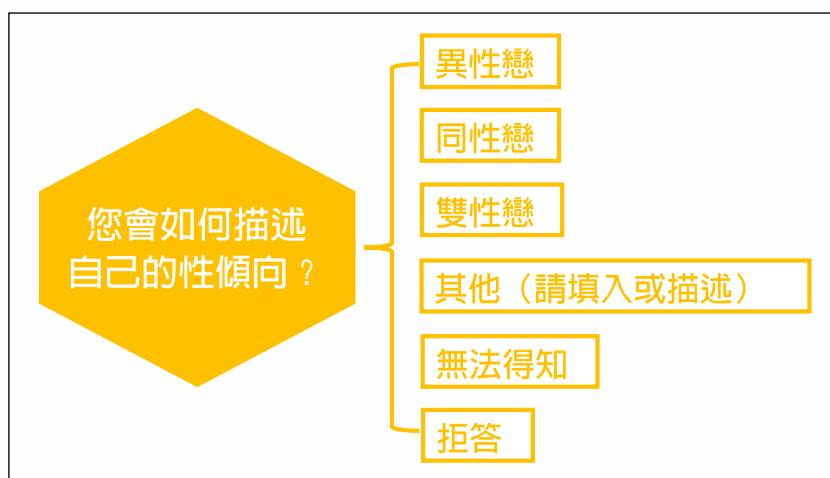 您會如何描述
自己的性傾向？
異性戀
同性戀
雙性戀
其他（請填入或描述）
無法得知
拒答